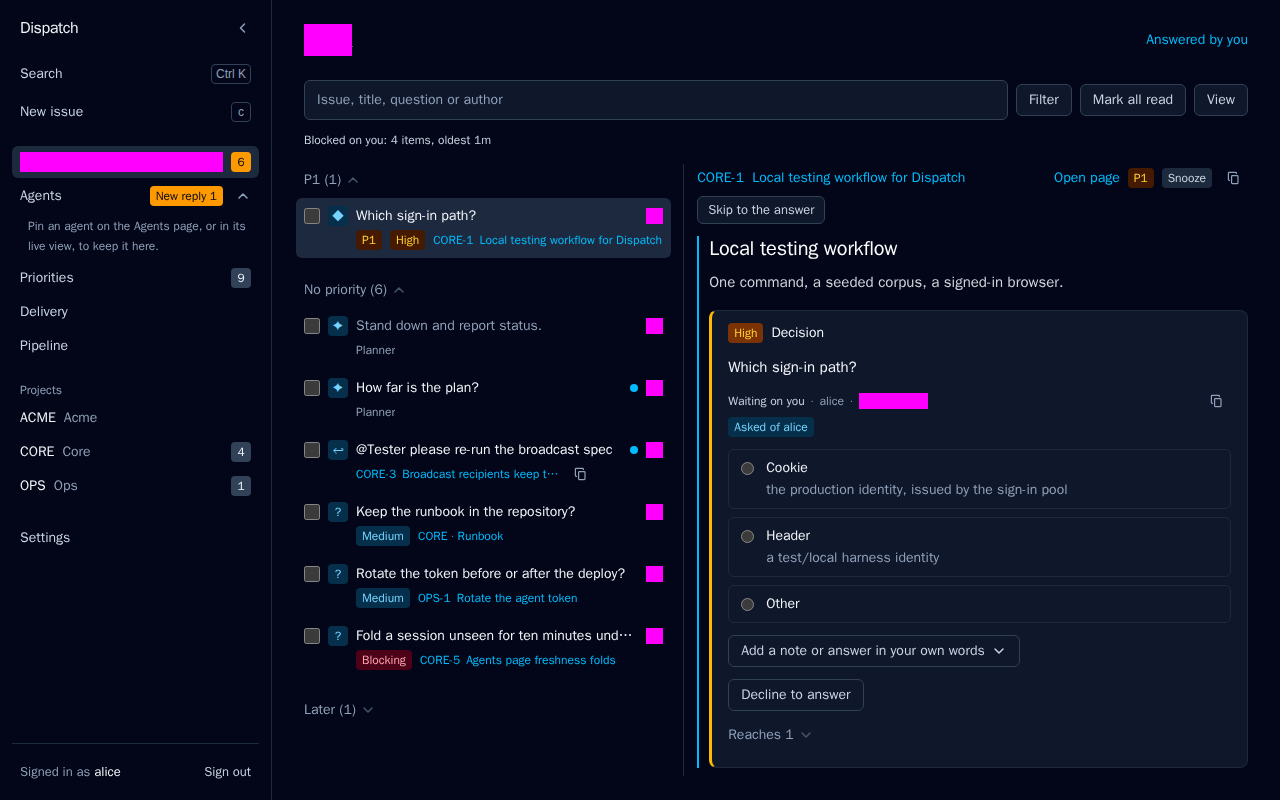 Dispatch
Search Ctrl K
New issue c
6
Agents New reply 1
Pin an agent on the Agents page, or in its
live view, to keep it here.
Priorities 9
Delivery
Pipeline
Projects
ACME Acme
CORE Core 4
OPS Ops 1
Settings
Signed in as alice Sign out
Answered by you
Issue, title, question or author
Filter
Mark all read
View
Blocked on you: 4 items, oldest 1m
P1 (1)
Which sign-in path?
P1 High CORE-1 Local testing workflow for Dispatch
No priority (6)
Stand down and report status.
Planner
How far is the plan?
Planner
@Tester please re-run the broadcast spec
CORE-3 Broadcast recipients keep t…
? Keep the runbook in the repository?
Medium CORE · Runbook
? Rotate the token before or after the deploy?
Medium OPS-1 Rotate the agent token
? Fold a session unseen for ten minutes und…
Blocking CORE-5 Agents page freshness folds
Later (1)
CORE-1 Local testing workflow for Dispatch Open page P1 Snooze
Skip to the answer
Local testing workflow
One command, a seeded corpus, a signed-in browser.
High Decision
Which sign-in path?
Waiting on you · alice ·
Asked of alice
Cookie
the production identity, issued by the sign-in pool
Header
a test/local harness identity
Other
Add a note or answer in your own words
Decline to answer
Reaches 1